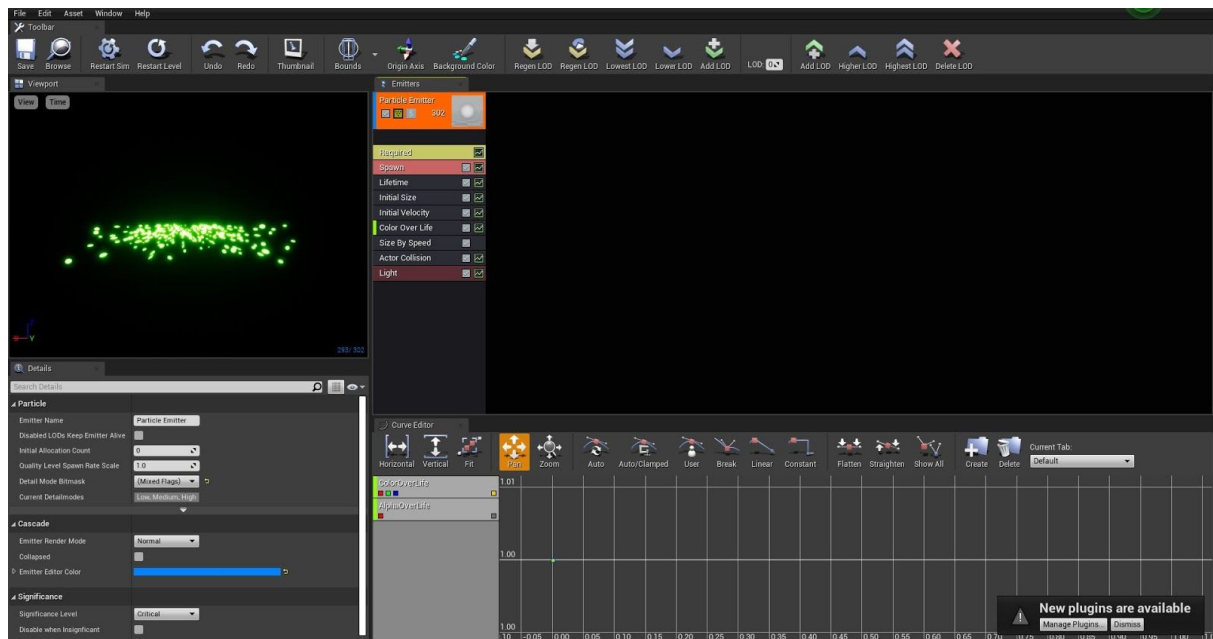 File Edit Asset Window Help
Toolbar
Save Browse Restart Sim Restart Level Undo Redo Thumbnail Bounds Origin Axis Background Color Regen LOD Regen LOD Lowest LOD Lower LOD Add LOD LOD: 0 Add LOD Higher LOD Highest LOD Delete LOD
Viewport
View Time
Y
293/ 302
Emitters
Particle Emitter
302
Required
Spawn
Lifetime
Initial Size
Initial Velocity
Color Over Life
Size By Speed
Actor Collision
Light
Details
Search Details
Particle
Emitter Name Particle Emitter
Disabled LODs Keep Emitter Alive
Initial Allocation Count 0
Quality Level Spawn Rate Scale 1.0
Detail Mode Bitmask (Mixed Flags)
Current Detailmodes Low, Medium, High
Cascade
Emitter Render Mode Normal
Collapsed
Emitter Editor Color
Significance
Significance Level Critical
Disable when Insignficant
Curve Editor
Horizontal Vertical Fit Pan Zoom Auto Auto/Clamped User Break Linear Constant Flatten Straighten Show All Create Delete Current Tab:
Default
ColorOverLife
AlphaOverLife
1.01
1.00
1.00
-0.05 0.00 0.05 0.10 0.15 0.20 0.25 0.30 0.35 0.40 0.45 0.50 0.55 0.60 0.65
New plugins are available
Manage Plugins... Dismiss